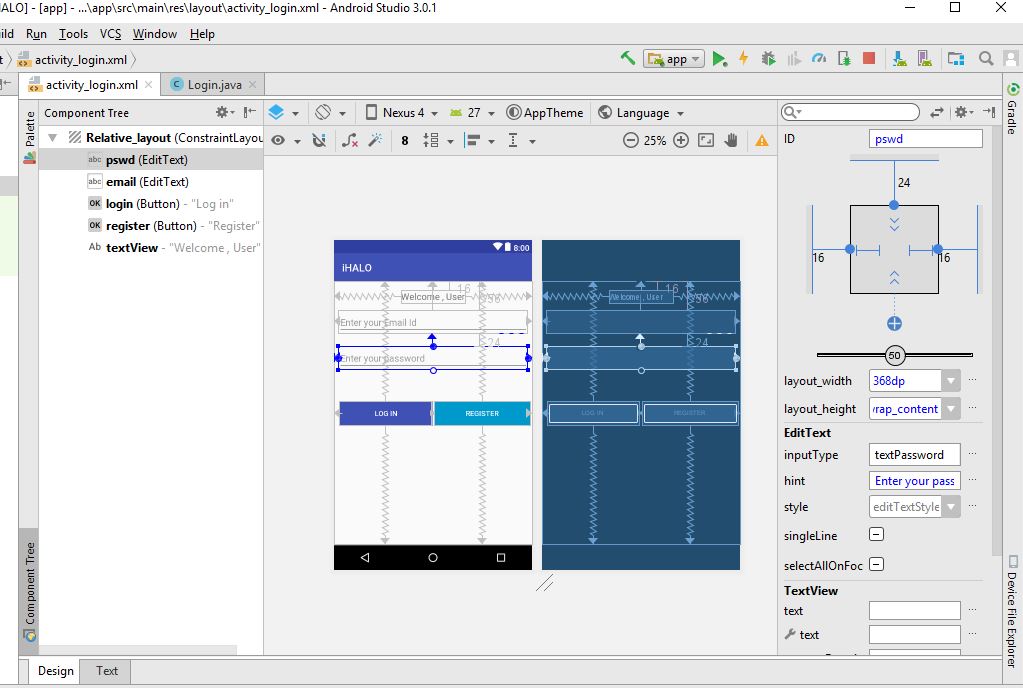 HALO] - [app] - ...\app\src\main\res\layout\activity_login.xml - Android Studio 3.0.1
ild Run Tools VCS Window Help
activity_login.xml
app
activity_login.xml
Login.java
Component Tree
Nexus 4
27
AppTheme
Language
Palette
Gradle
Relative_layout (ConstraintLayou
8
25%
ID
pswd
abc pswd (EditText)
abc email (EditText)
OK login (Button) - "Log in"
OK register (Button) - "Register"
Ab textView - "Welcome , User"
24
16
16
8:00
iHALO
16
56
Welcome , User
Enter your Email Id
24
Enter your password
LOG IN
REGISTER
16
56
Welcome , User
24
LOG IN
REGISTER
50
layout_width
368dp
layout_height
rap_content
EditText
inputType
textPassword
hint
Enter your pass
style
editTextStyle
singleLine
selectAllOnFoc
TextView
text
text
Component Tree
Device File Explorer
Design
Text